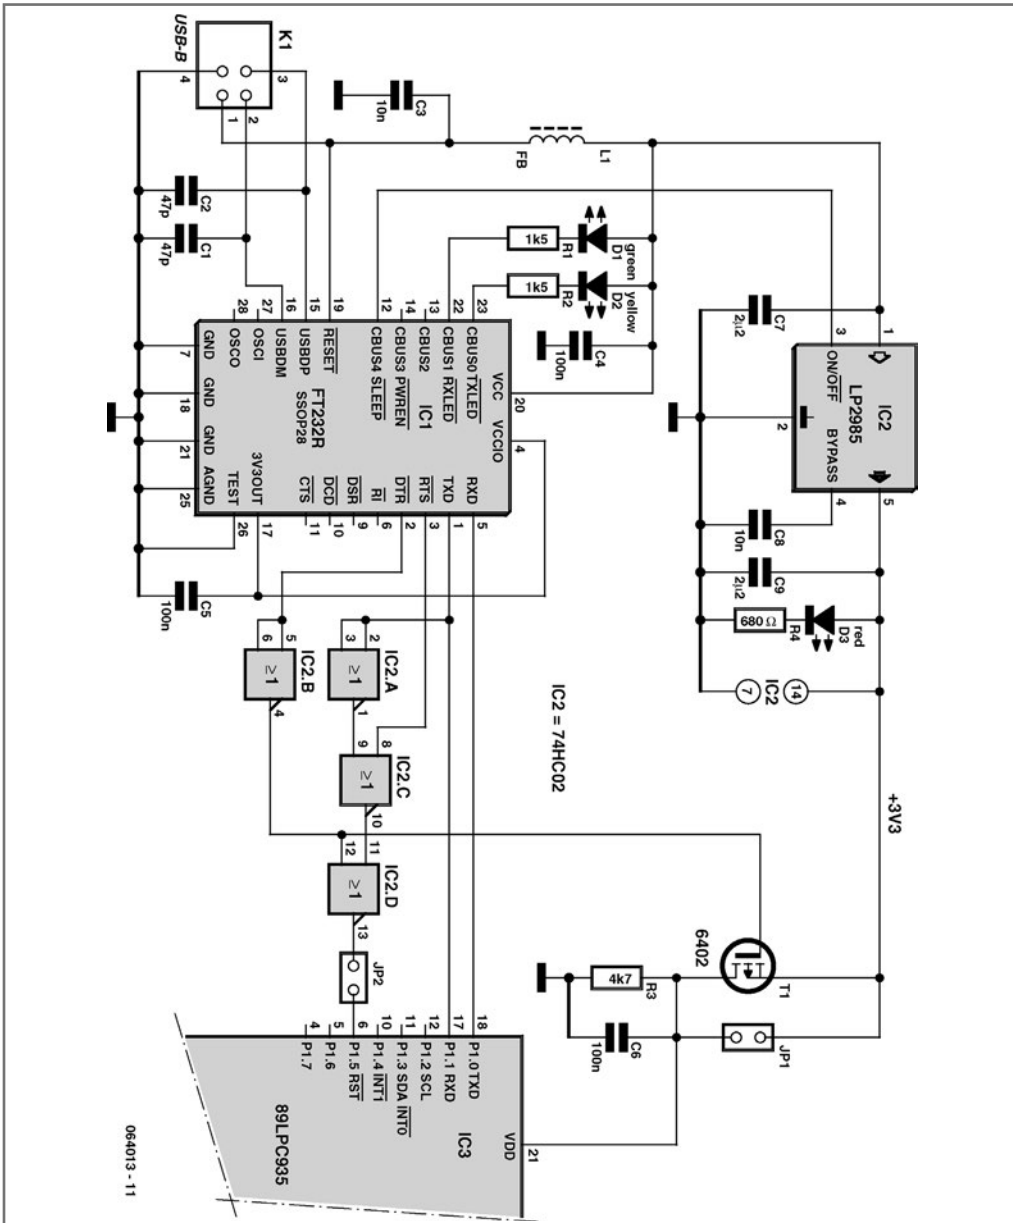 K1
USB-B
4
3
1
2
C3
10n
L1
FB
C2
47p
C1
47p
R1
1k5
D1
green
R2
1k5
D2
yellow
C4
100n
C7
2µ2
28
27
16
15
19
12
14
13
22
23
OSCO
OSCI
USBDM
USBDP
RESET
CBUS4 SLEEP
CBUS3 PWREN
CBUS2
CBUS1 RXLED
CBUS0 TXLED
7
GND
18
GND
21
GND
25
AGND
IC1
FT232R
SSOP28
VCC
20
VCCIO
4
TEST
3V3OUT
CTS
DCD
DSR
RI
DTR
RTS
TXD
RXD
26
17
11
10
9
6
2
3
1
5
3
1
ON/OFF
IC2
LP2985
2
BYPASS
4
5
C8
10n
C9
2µ2
R4
680 Ω
D3
red
7
IC2
14
C5
100n
6
5
≥1
IC2.B
4
3
2
≥1
IC2.A
1
IC2 = 74HC02
9
8
≥1
IC2.C
10
+3V3
12
11
≥1
IC2.D
13
JP2
6402
T1
R3
4k7
C6
100n
JP1
4
5
6
10
11
12
17
18
P1.7
P1.6
P1.5 RST
P1.4 INT1
P1.3 SDA INT0
P1.2 SCL
P1.1 RXD
P1.0 TXD
IC3
89LPC935
VDD
21
064013 - 11